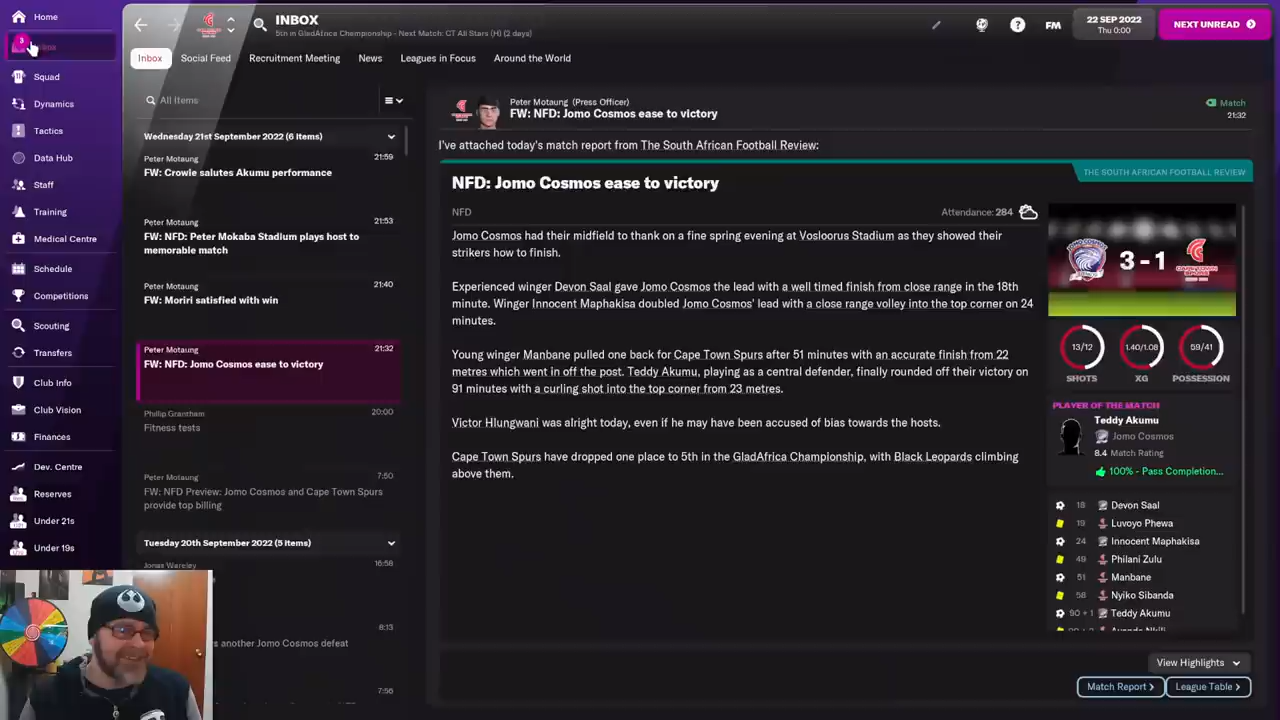 Home
INBOX
5th in GladAfrica Championship - Next Match: CT All Stars (H) (2 days)
FM
22 SEP 2022
Thu 0:00
NEXT UNREAD
3
Inbox
Squad
Dynamics
Tactics
Data Hub
Staff
Training
Medical Centre
Schedule
Competitions
Scouting
Transfers
Club Info
Club Vision
Finances
Dev. Centre
Reserves
Under 21s
Under 19s
Inbox
Social Feed
Recruitment Meeting
News
Leagues in Focus
Around the World
All Items
Wednesday 21st September 2022 (6 Items)
Peter Motaung 21:59
FW: Crowie salutes Akumu performance
Peter Motaung 21:53
FW: NFD: Peter Mokaba Stadium plays host to
memorable match
Peter Motaung 21:40
FW: Moriri satisfied with win
Peter Motaung 21:32
FW: NFD: Jomo Cosmos ease to victory
Phillip Grantham 20:00
Fitness tests
Peter Motaung 7:50
FW: NFD Preview: Jomo Cosmos and Cape Town Spurs
provide top billing
Tuesday 20th September 2022 (5 Items)
16:58
8:13
another Jomo Cosmos defeat
7:56
Peter Motaung (Press Officer)
FW: NFD: Jomo Cosmos ease to victory
Match
21:32
I've attached today's match report from The South African Football Review:
THE SOUTH AFRICAN FOOTBALL REVIEW
NFD: Jomo Cosmos ease to victory
NFD
Attendance: 284
Jomo Cosmos had their midfield to thank on a fine spring evening at Vosloorus Stadium as they showed their
strikers how to finish.
Experienced winger Devon Saal gave Jomo Cosmos the lead with a well timed finish from close range in the 18th
minute. Winger Innocent Maphakisa doubled Jomo Cosmos' lead with a close range volley into the top corner on 24
minutes.
Young winger Manbane pulled one back for Cape Town Spurs after 51 minutes with an accurate finish from 22
metres which went in off the post. Teddy Akumu, playing as a central defender, finally rounded off their victory on
91 minutes with a curling shot into the top corner from 23 metres.
Victor Hlungwani was alright today, even if he may have been accused of bias towards the hosts.
Cape Town Spurs have dropped one place to 5th in the GladAfrica Championship, with Black Leopards climbing
above them.
3 - 1
13/12
SHOTS
1.40/1.08
XG
59/41
POSSESSION
PLAYER OF THE MATCH
Teddy Akumu
Jomo Cosmos
8.4 Match Rating
100% - Pass Completion...
18 Devon Saal
19 Luvoyo Phewa
24 Innocent Maphakisa
49 Philani Zulu
51 Manbane
58 Nyiko Sibanda
90 + 1 Teddy Akumu
View Highlights
Match Report
League Table